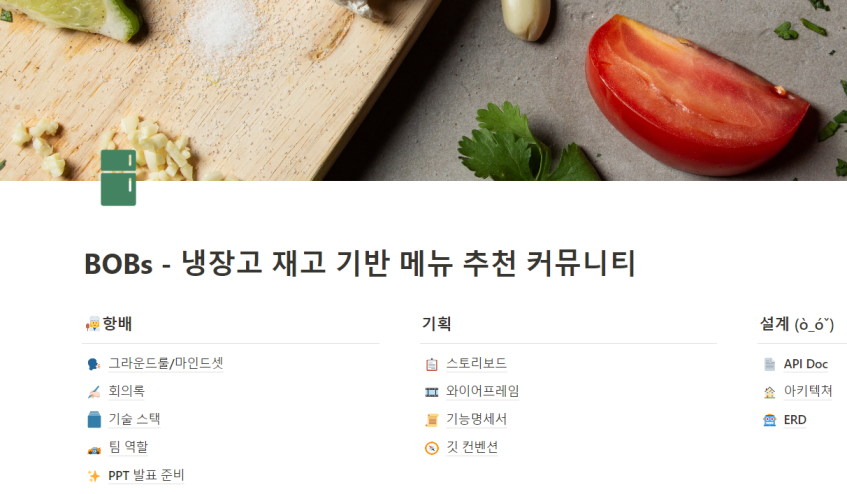 BOBs - 냉장고 재고 기반 메뉴 추천 커뮤니티
항배
그라운드룰/마인드셋
회의록
기술 스택
팀 역할
PPT 발표 준비
기획
스토리보드
와이어프레임
기능명세서
깃 컨벤션
설계 (ò_óˇ)
API Doc
아키텍쳐
ERD